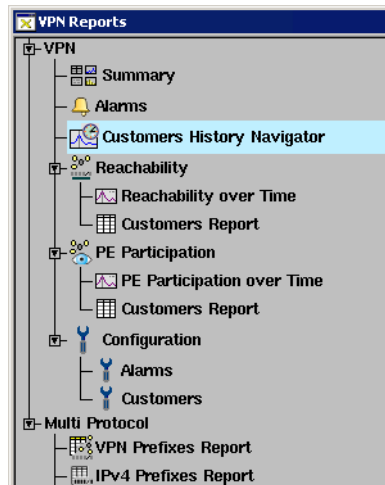 VPN Reports
VPN
Summary
Alarms
Customers History Navigator
Reachability
Reachability over Time
Customers Report
PE Participation
PE Participation over Time
Customers Report
Configuration
Alarms
Customers
Multi Protocol
VPN Prefixes Report
IPv4 Prefixes Report